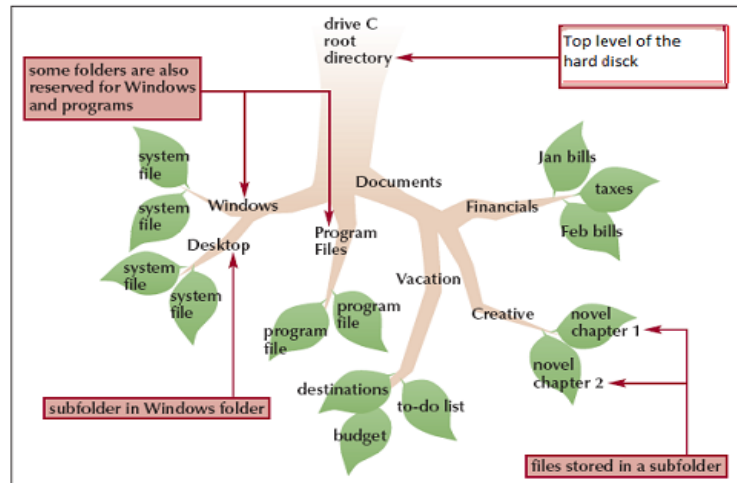 drive C
root
directory
Top level of the
hard disck
some folders are also
reserved for Windows
and programs
system
file
system
file
Windows
Desktop
system
file
system
file
Program
Files
program
file
program
file
Documents
Financials
Jan bills
taxes
Feb bills
Vacation
Creative
novel
chapter 1
novel
chapter 2
destinations
to-do list
budget
subfolder in Windows folder
files stored in a subfolder